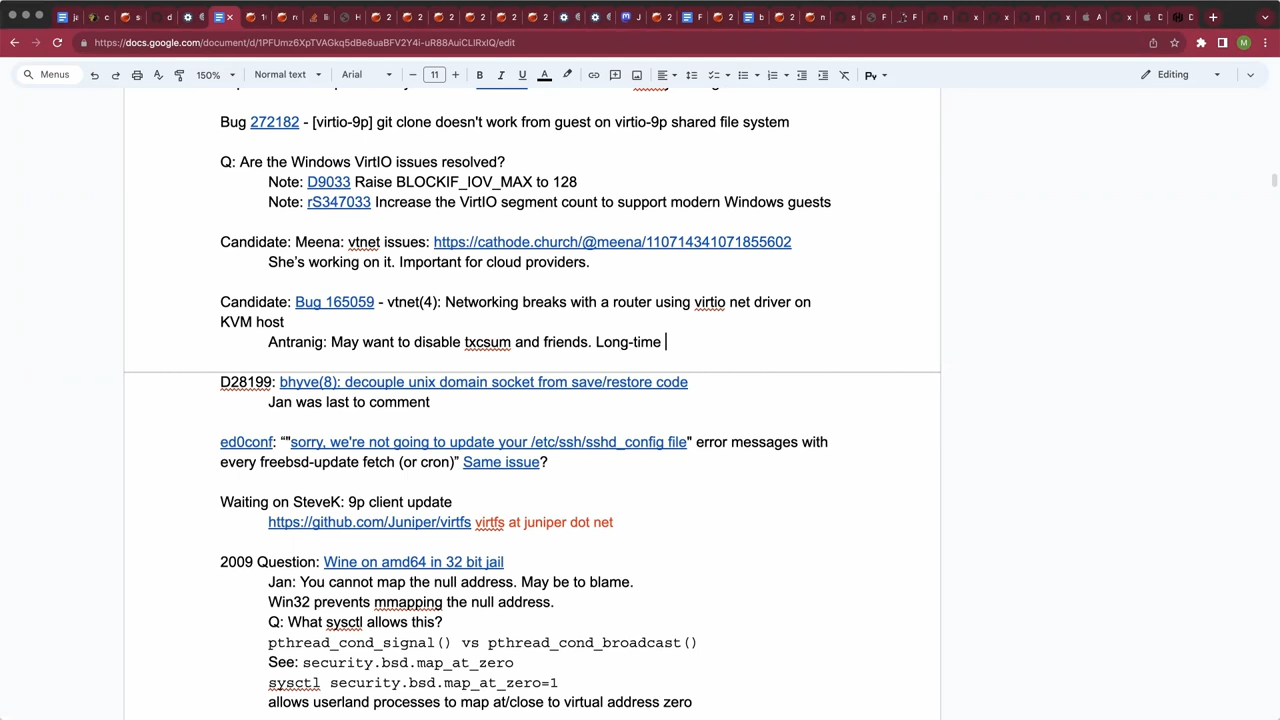 https://docs.google.com/document/d/1PFUmz6XpTVAGkq5dBe8uaBFV2Y4i-uR88AuiCLIRxIQ/edit
M
Menus
150%
Normal text
Arial
11
B I U A
Editing
Bug 272182 - [virtio-9p] git clone doesn't work from guest on virtio-9p shared file system
Q: Are the Windows VirtIO issues resolved?
Note: D9033 Raise BLOCKIF_IOV_MAX to 128
Note: rS347033 Increase the VirtIO segment count to support modern Windows guests
Candidate: Meena: vtnet issues: https://cathode.church/@meena/110714341071855602
She's working on it. Important for cloud providers.
Candidate: Bug 165059 - vtnet(4): Networking breaks with a router using virtio net driver on
KVM host
Antranig: May want to disable txcsum and friends. Long-time
D28199: bhyve(8): decouple unix domain socket from save/restore code
Jan was last to comment
ed0conf: “"sorry, we're not going to update your /etc/ssh/sshd_config file" error messages with
every freebsd-update fetch (or cron)” Same issue?
Waiting on SteveK: 9p client update
https://github.com/Juniper/virtfs virtfs at juniper dot net
2009 Question: Wine on amd64 in 32 bit jail
Jan: You cannot map the null address. May be to blame.
Win32 prevents mmapping the null address.
Q: What sysctl allows this?
pthread_cond_signal() vs pthread_cond_broadcast()
See: security.bsd.map_at_zero
sysctl security.bsd.map_at_zero=1
allows userland processes to map at/close to virtual address zero